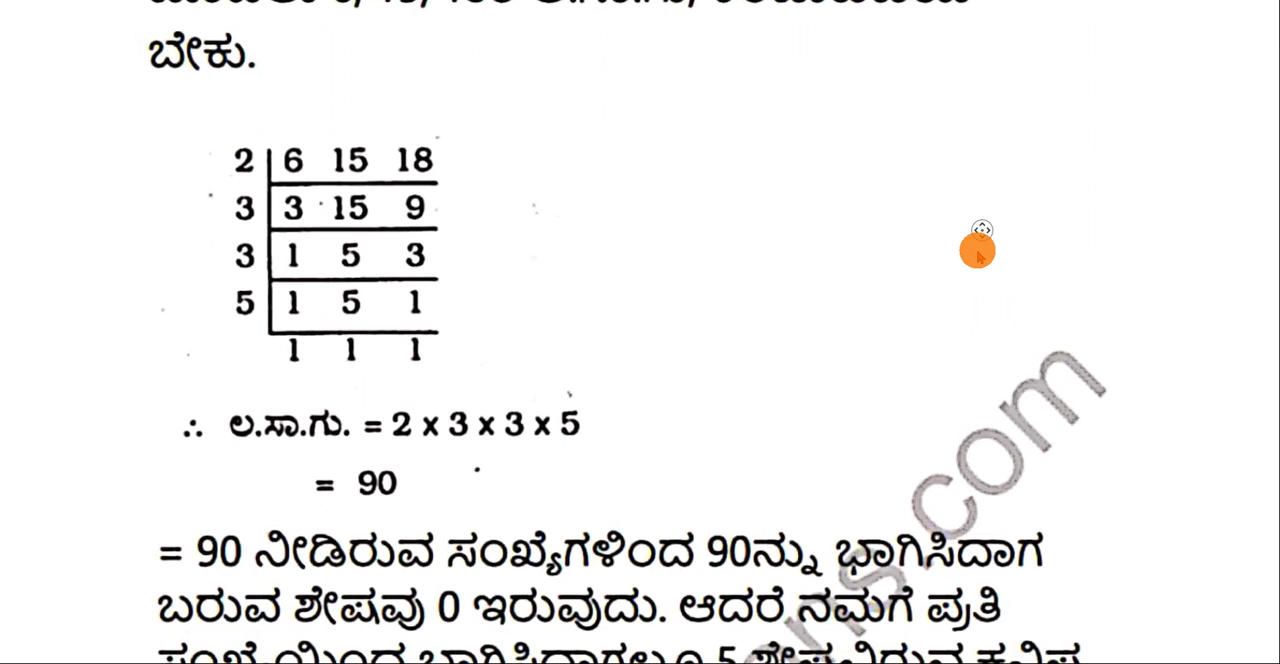 ಬೇಕು.
2 6 15 18
3 3 15 9
3 1 5 3
5 1 5 1
1 1 1
∴ ಲ.ಸಾ.ಗು. = 2 x 3 x 3 x 5
= 90
= 90 ನೀಡಿರುವ ಸಂಖ್ಯೆಗಳಿಂದ 90ನ್ನು ಭಾಗಿಸಿದಾಗ
ಬರುವ ಶೇಷವು 0 ಇರುವುದು. ಆದರೆ ನಮಗೆ ಪ್ರತಿ
.com